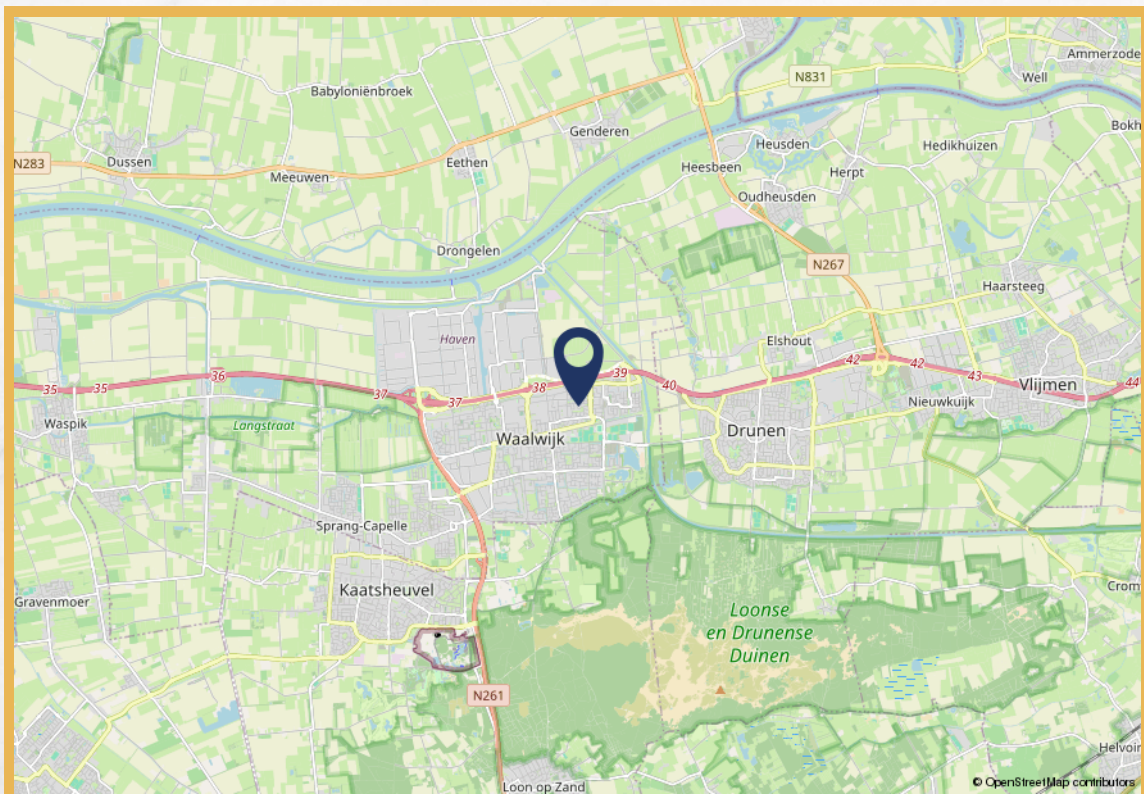 Ammerzode
N831
Well
Babyloniënbroek
Genderen
Bokh
Heusden
Hedikhuizen
N283
Dussen
Eethen
Heesbeen
Herpt
Meeuwen
Oudheusden
Drongelen
N267
Haarsteeg
Haven
Elshout
42
42
43
44
35
35
36
37
37
38
39
40
Vlijmen
Nieuwkuijk
Waspik
Langstraat
Waalwijk
Drunen
Sprang-Capelle
Kaatsheuvel
Gravenmoer
Crom
Loonse
en Drunense
Duinen
N261
Helvoir
Loon op Zand
© OpenStreetMap contributors